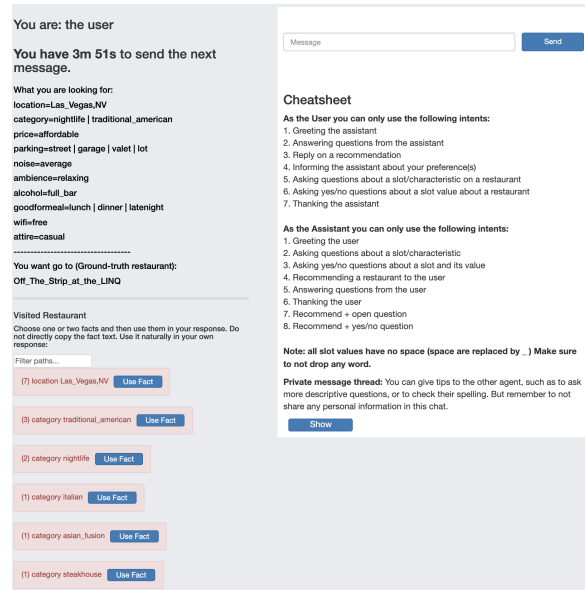 You are: the user
You have 3m 51s to send the next
message.
What you are looking for:
location=Las_Vegas,NV
category=nightlife | traditional_american
price=affordable
parking=street | garage | valet | lot
noise=average
ambience=relaxing
alcohol=full_bar
goodformeal=lunch | dinner | latenight
wifi=free
attire=casual
-----------------------------------
You want go to (Ground-truth restaurant):
Off_The_Strip_at_the_LINQ
Visited Restaurant
Choose one or two facts and then use them in your response. Do
not directly copy the fact text. Use it naturally in your own
response:
Filter paths...
(7) location Las_Vegas,NV Use Fact
(3) category traditional_american Use Fact
(2) category nightlife Use Fact
(1) category italian Use Fact
(1) category asian_fusion Use Fact
(1) category steakhouse Use Fact
Message Send
Cheatsheet
As the User you can only use the following intents:
1. Greeting the assistant
2. Answering questions from the assistant
3. Reply on a recommendation
4. Informing the assistant about your preference(s)
5. Asking questions about a slot/characteristic on a restaurant
6. Asking yes/no questions about a slot value about a restaurant
7. Thanking the assistant
As the Assistant you can only use the following intents:
1. Greeting the user
2. Asking questions about a slot/characteristic
3. Asking yes/no questions about a slot and its value
4. Recommending a restaurant to the user
5. Answering questions from the user
6. Thanking the user
7. Recommend + open question
8. Recommend + yes/no question
Note: all slot values have no space (space are replaced by _ ) Make sure
to not drop any word.
Private message thread: You can give tips to the other agent, such as to ask
more descriptive questions, or to check their spelling. But remember to not
share any personal information in this chat.
Show